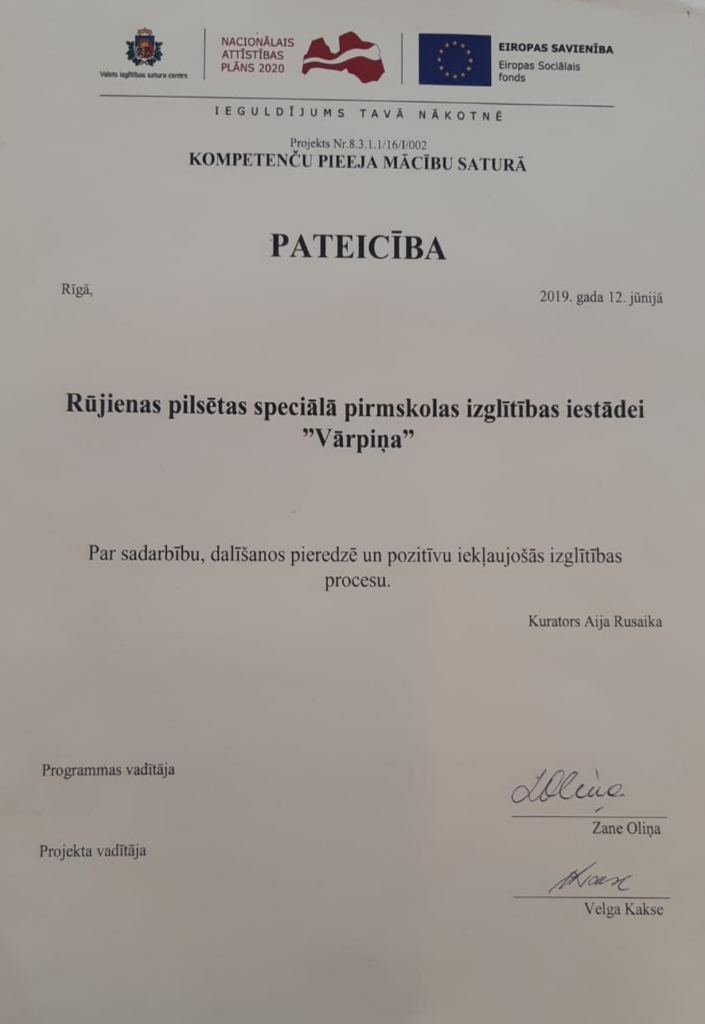 Valsts izglītības satura centrs
NACIONĀLAIS
ATTĪSTĪBAS
PLĀNS 2020
EIROPAS SAVIENĪBA
Eiropas Sociālais
fonds
IEGULDĪJUMS TAVĀ NĀKOTNĒ
Projekts Nr.8.3.1.1/16/I/002
KOMPETENČU PIEEJA MĀCĪBU SATURĀ
PATEICĪBA
Rīgā,
2019. gada 12. jūnijā
Rūjienas pilsētas speciālā pirmskolas izglītības iestādei
”Vārpiņa”
Par sadarbību, dalīšanos pieredzē un pozitīvu iekļaujošās izglītības
procesu.
Kurators Aija Rusaika
Programmas vadītāja
ZOliņa
Zane Oliņa
Projekta vadītāja
Velga Kakse